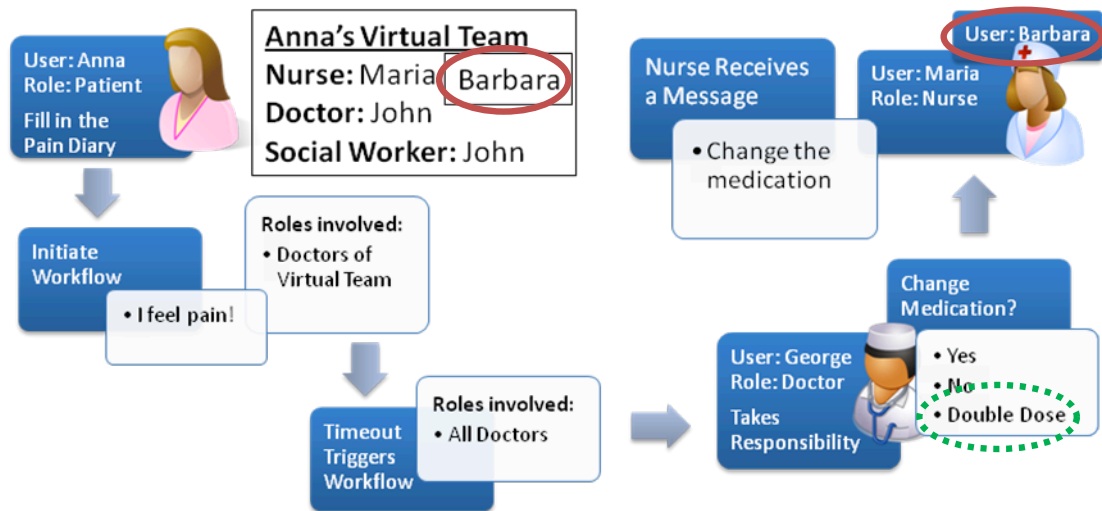 User: Anna
Role: Patient
Fill in the
Pain Diary
Anna's Virtual Team
Nurse: Maria
Barbara
Doctor: John
Social Worker: John
Nurse Receives
a Message
• Change the
medication
User: Barbara
User: Maria
Role: Nurse
Initiate
Workflow
• I feel pain!
Roles involved:
• Doctors of
Virtual Team
Timeout
Triggers
Workflow
Roles involved:
• All Doctors
User: George
Role: Doctor
Takes
Responsibility
Change
Medication?
• Yes
• No
• Double Dose